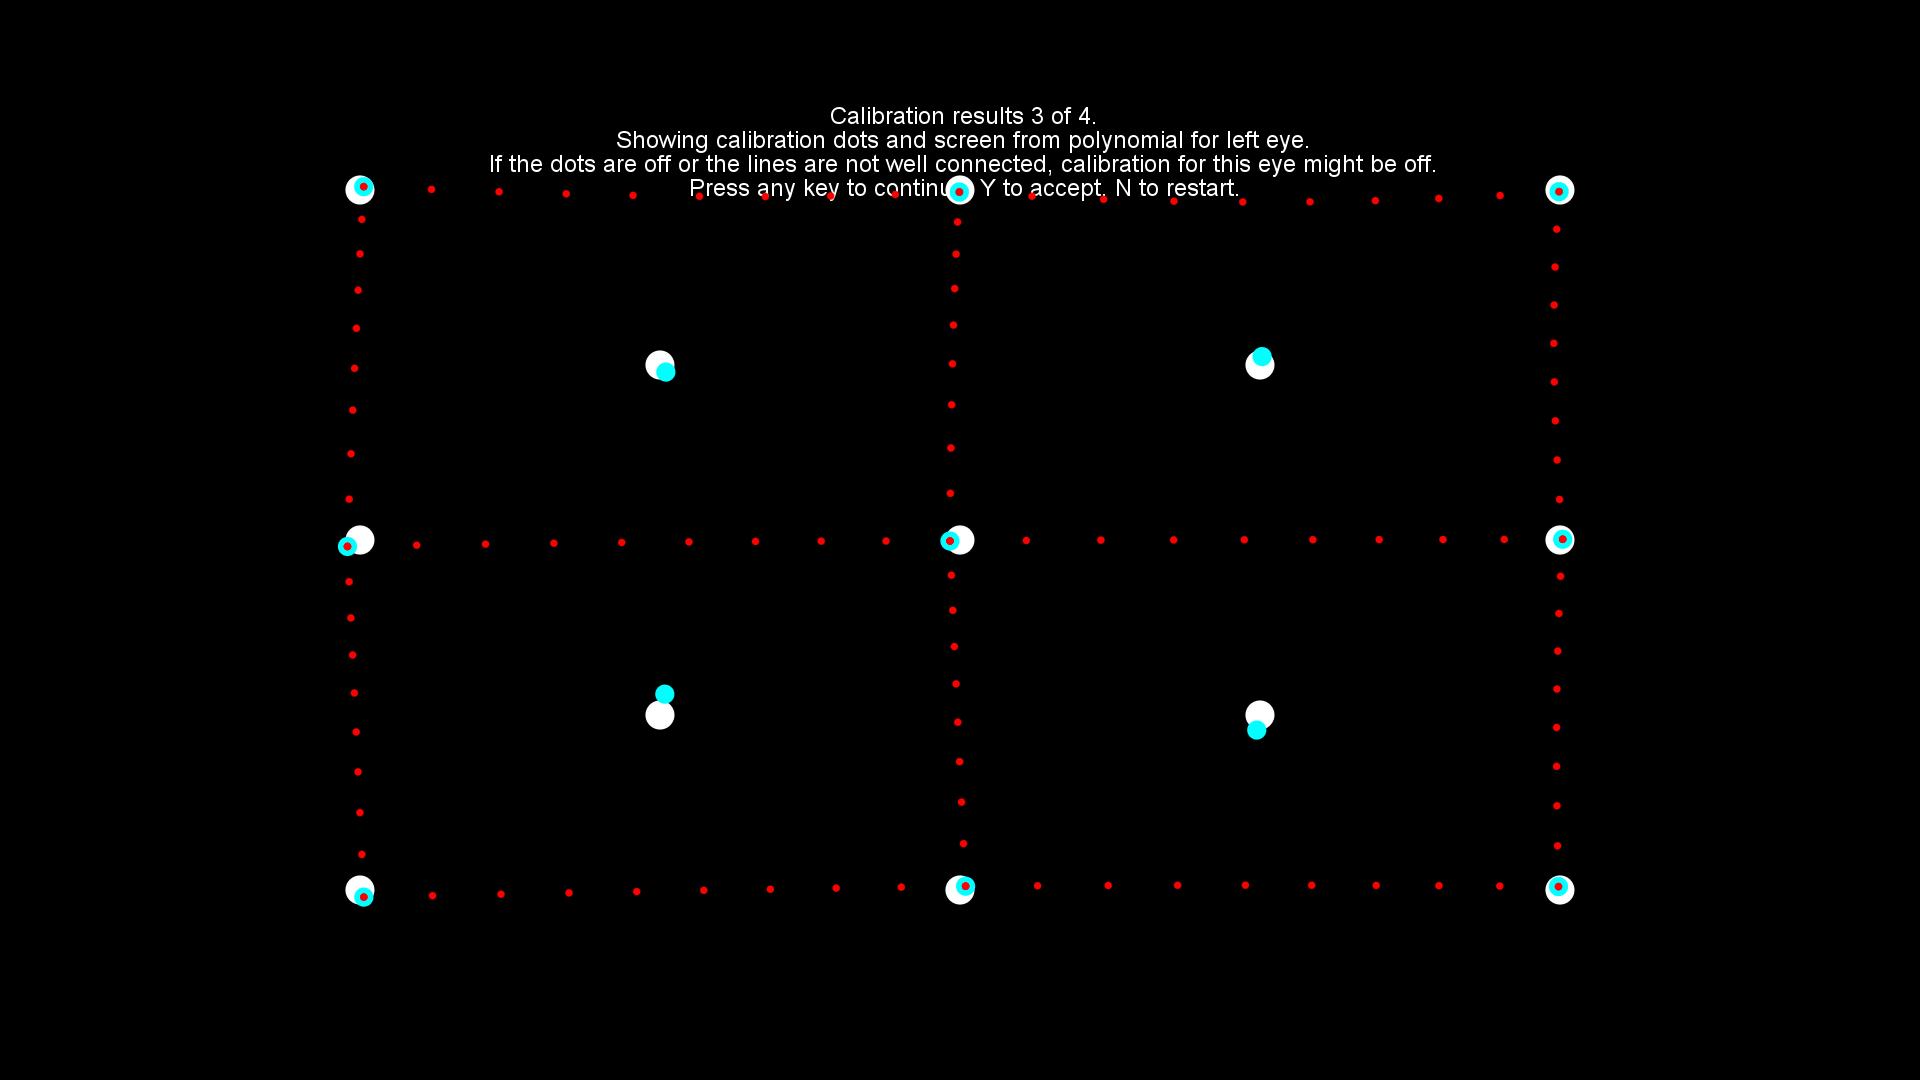 Calibration results 3 of 4.
Showing calibration dots and screen from polynomial for left eye.
If the dots are off or the lines are not well connected, calibration for this eye might be off.
Press any key to continue. Y to accept. N to restart.